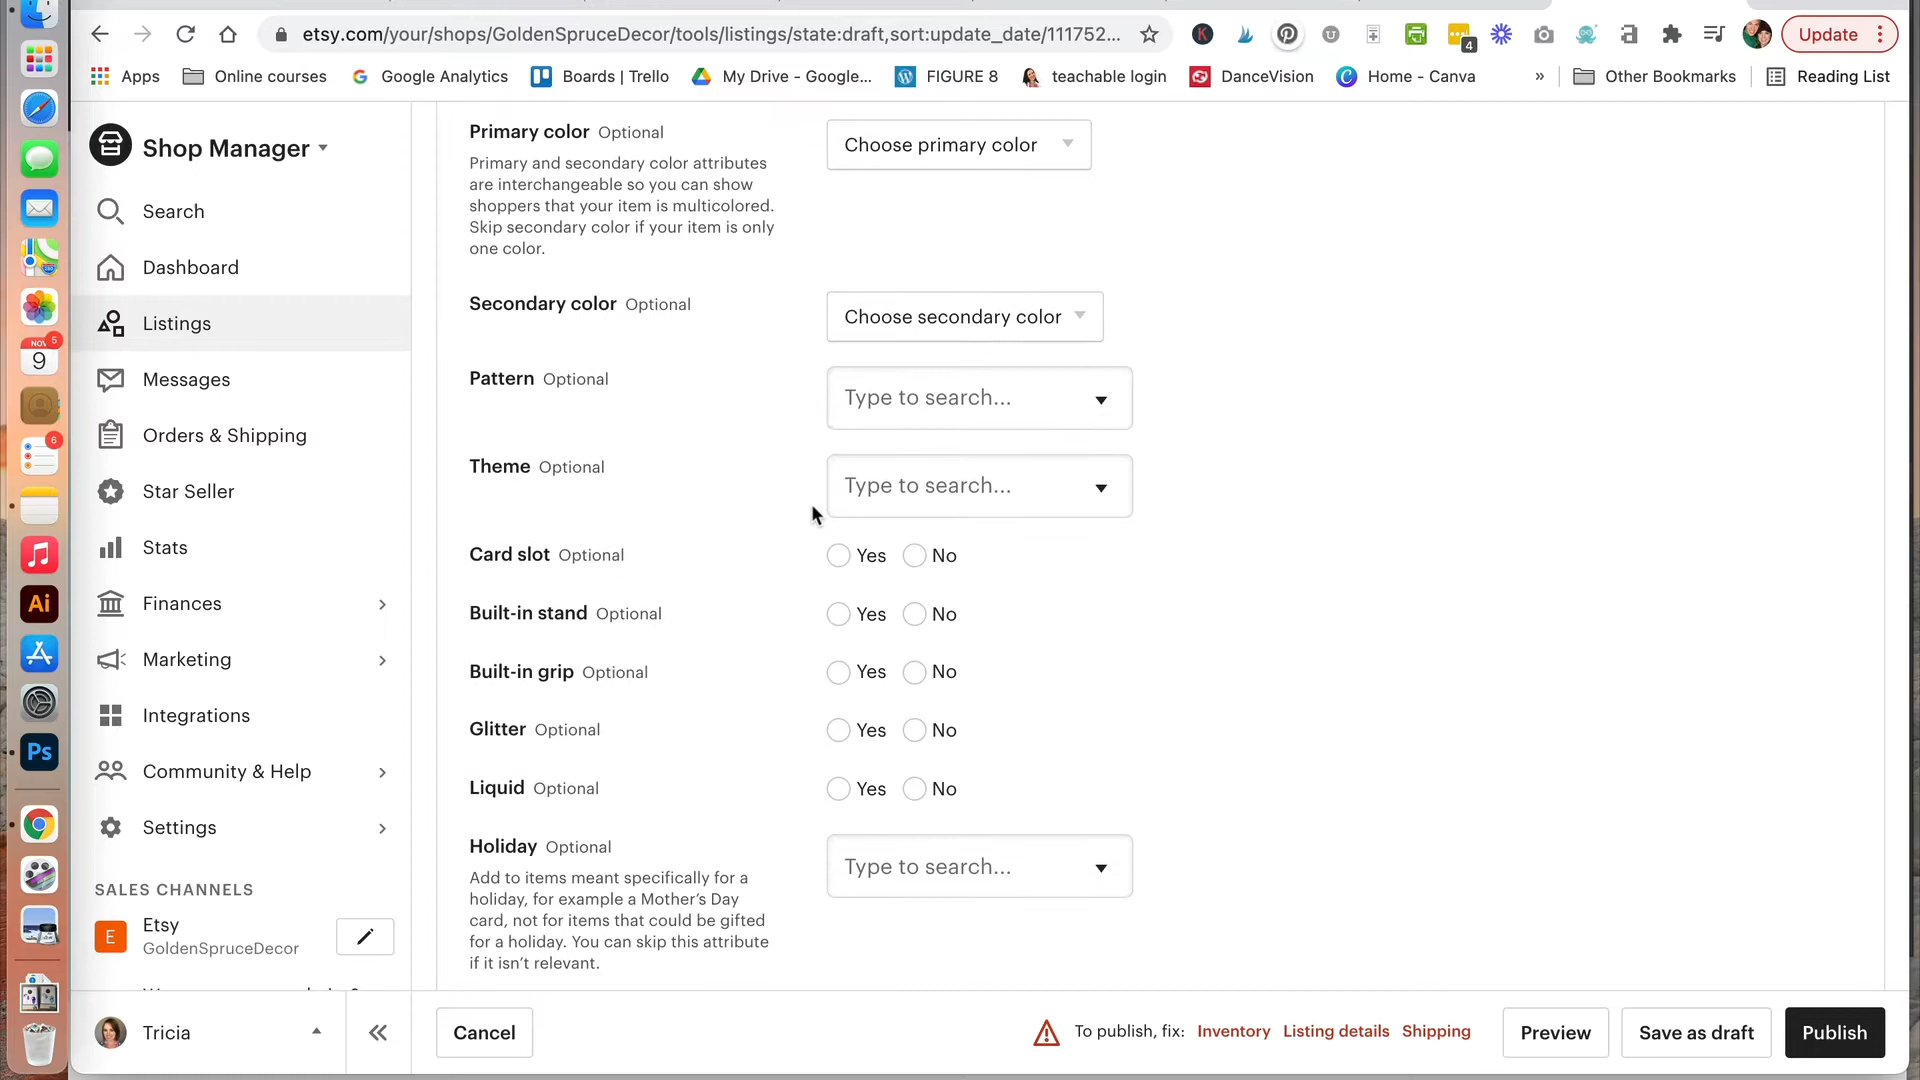 etsy.com/your/shops/GoldenSpruceDecor/tools/listings/state:draft,sort:update_date/111752...
4
Update
Apps
Online courses
Google Analytics
Boards | Trello
My Drive - Google...
FIGURE 8
teachable login
DanceVision
Home - Canva
»
Other Bookmarks
Reading List
NOV
5
9
6
Ai
Ps
Shop Manager
Search
Dashboard
Listings
Messages
Orders & Shipping
Star Seller
Stats
Finances
Marketing
Integrations
Community & Help
Settings
SALES CHANNELS
E
Etsy
GoldenSpruceDecor
Tricia
Primary color Optional
Choose primary color
Primary and secondary color attributes
are interchangeable so you can show
shoppers that your item is multicolored.
Skip secondary color if your item is only
one color.
Secondary color Optional
Choose secondary color
Pattern Optional
Type to search...
Theme Optional
Type to search...
Card slot Optional
Yes No
Built-in stand Optional
Yes No
Built-in grip Optional
Yes No
Glitter Optional
Yes No
Liquid Optional
Yes No
Holiday Optional
Type to search...
Add to items meant specifically for a
holiday, for example a Mother's Day
card, not for items that could be gifted
for a holiday. You can skip this attribute
if it isn't relevant.
Cancel
To publish, fix: Inventory Listing details Shipping
Preview
Save as draft
Publish